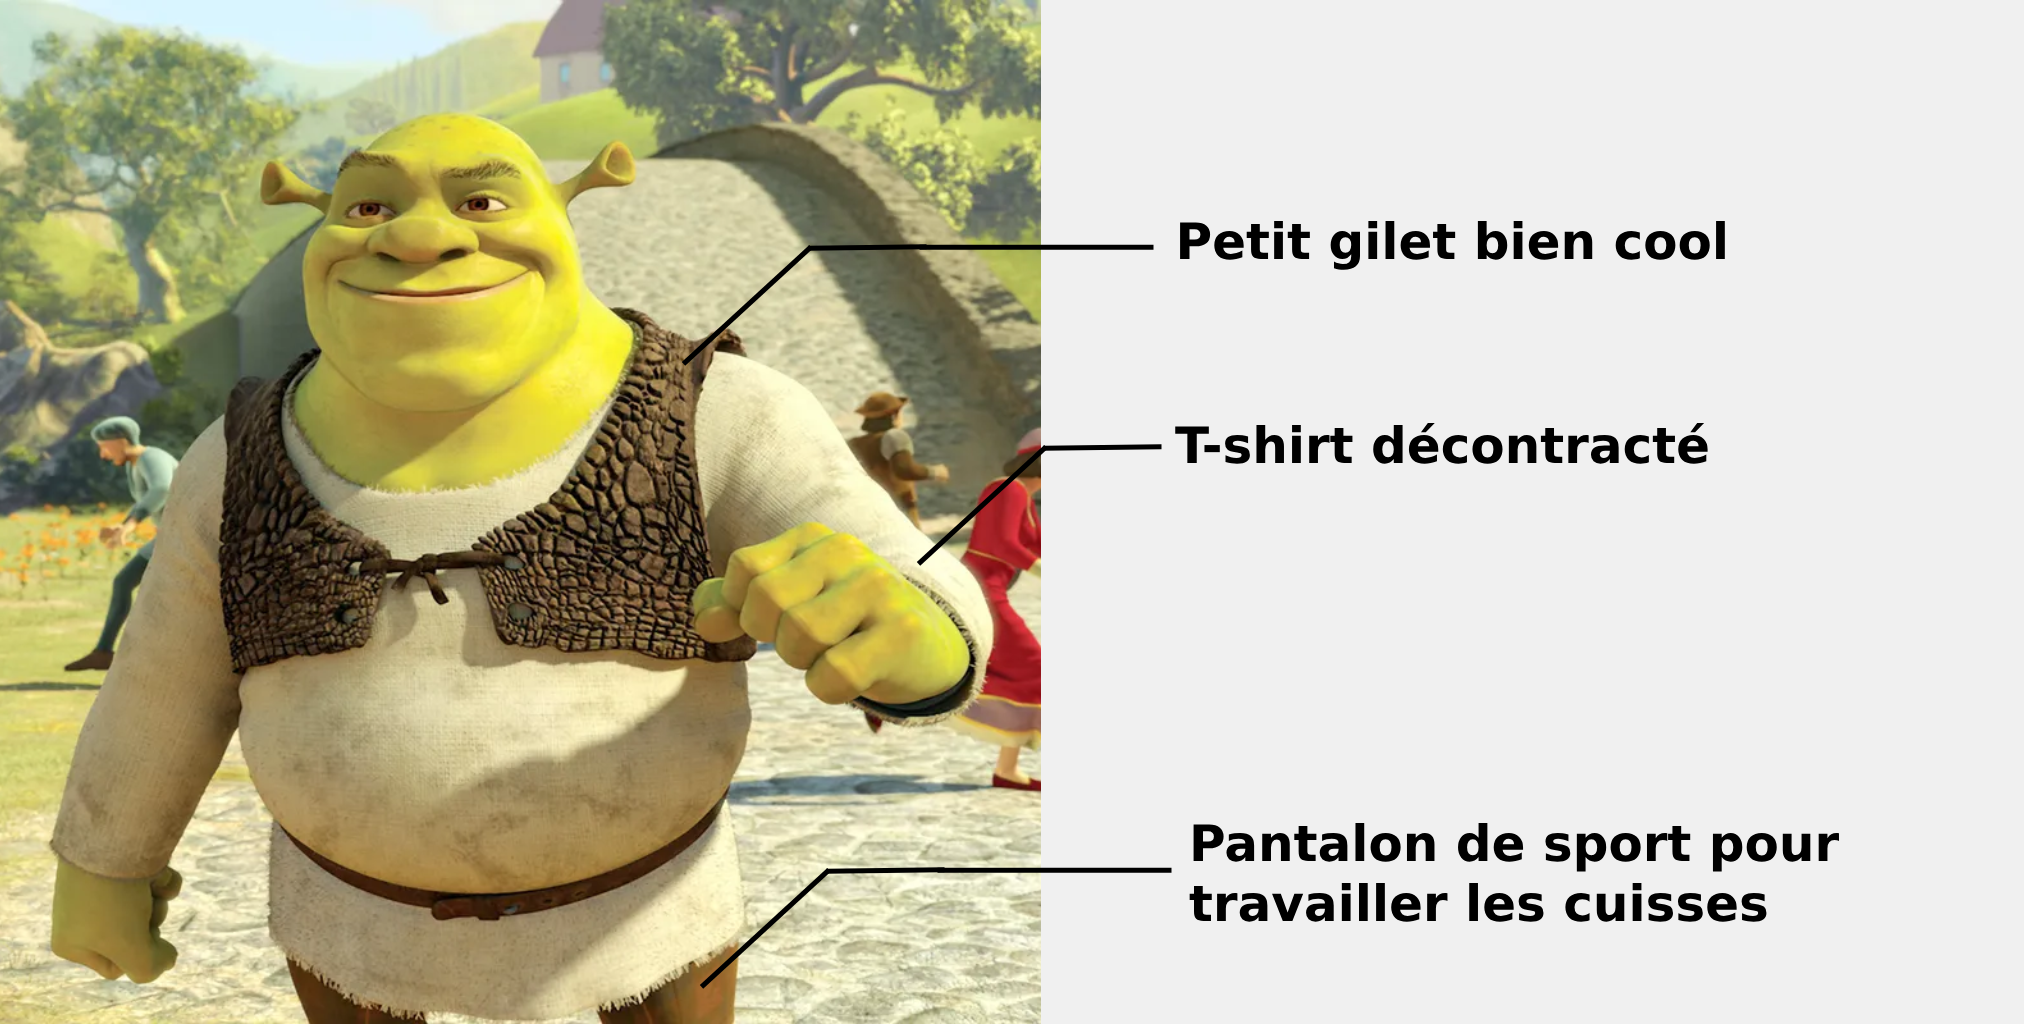 Petit gilet bien cool
T-shirt décontracté
Pantalon de sport pour
travailler les cuisses